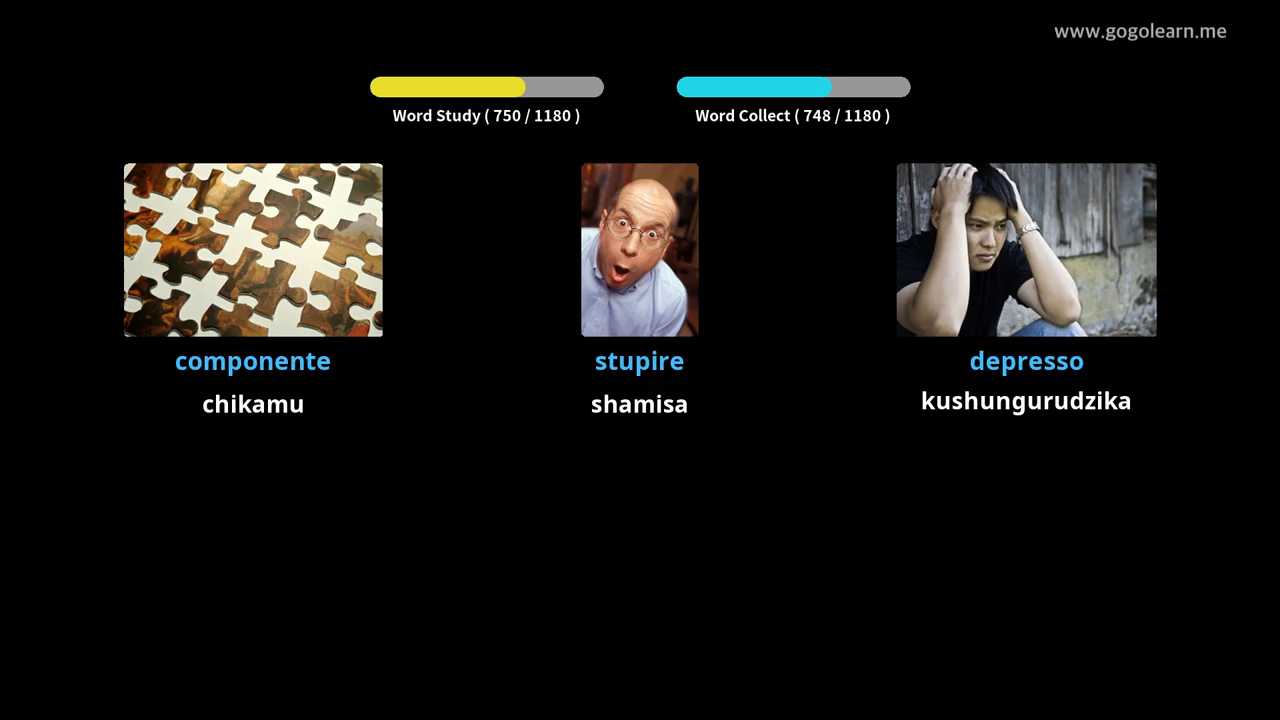 www.gogolearn.me
Word Study ( 750 / 1180 )
Word Collect ( 748 / 1180 )
componente
stupire
depresso
chikamu
shamisa
kushungurudzika